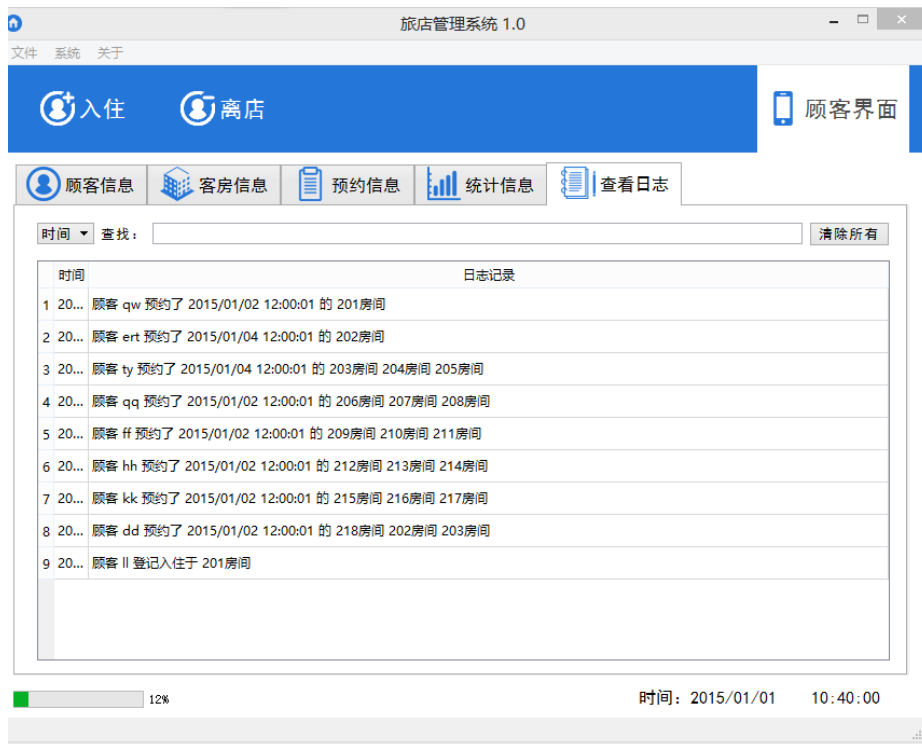 旅店管理系统 1.0
文件 系统 关于
入住 离店 顾客界面
顾客信息 客房信息 预约信息 统计信息 查看日志
时间 查找: 清除所有
时间 日志记录
1 20... 顾客 qw 预约了 2015/01/02 12:00:01 的 201房间
2 20... 顾客 ert 预约了 2015/01/04 12:00:01 的 202房间
3 20... 顾客 ty 预约了 2015/01/04 12:00:01 的 203房间 204房间 205房间
4 20... 顾客 qq 预约了 2015/01/02 12:00:01 的 206房间 207房间 208房间
5 20... 顾客 ff 预约了 2015/01/02 12:00:01 的 209房间 210房间 211房间
6 20... 顾客 hh 预约了 2015/01/02 12:00:01 的 212房间 213房间 214房间
7 20... 顾客 kk 预约了 2015/01/02 12:00:01 的 215房间 216房间 217房间
8 20... 顾客 dd 预约了 2015/01/02 12:00:01 的 218房间 202房间 203房间
9 20... 顾客 ll 登记入住于 201房间
12% 时间: 2015/01/01 10:40:00